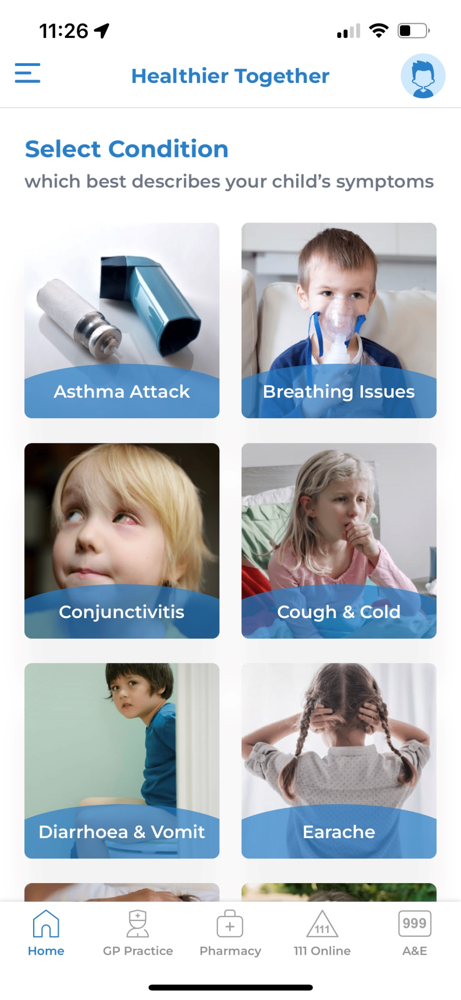 11:26
Healthier Together
Select Condition
which best describes your child’s symptoms
Asthma Attack
Breathing Issues
Conjunctivitis
Cough & Cold
Diarrhoea & Vomit
Earache
111
999
Home
GP Practice
Pharmacy
111 Online
A&E